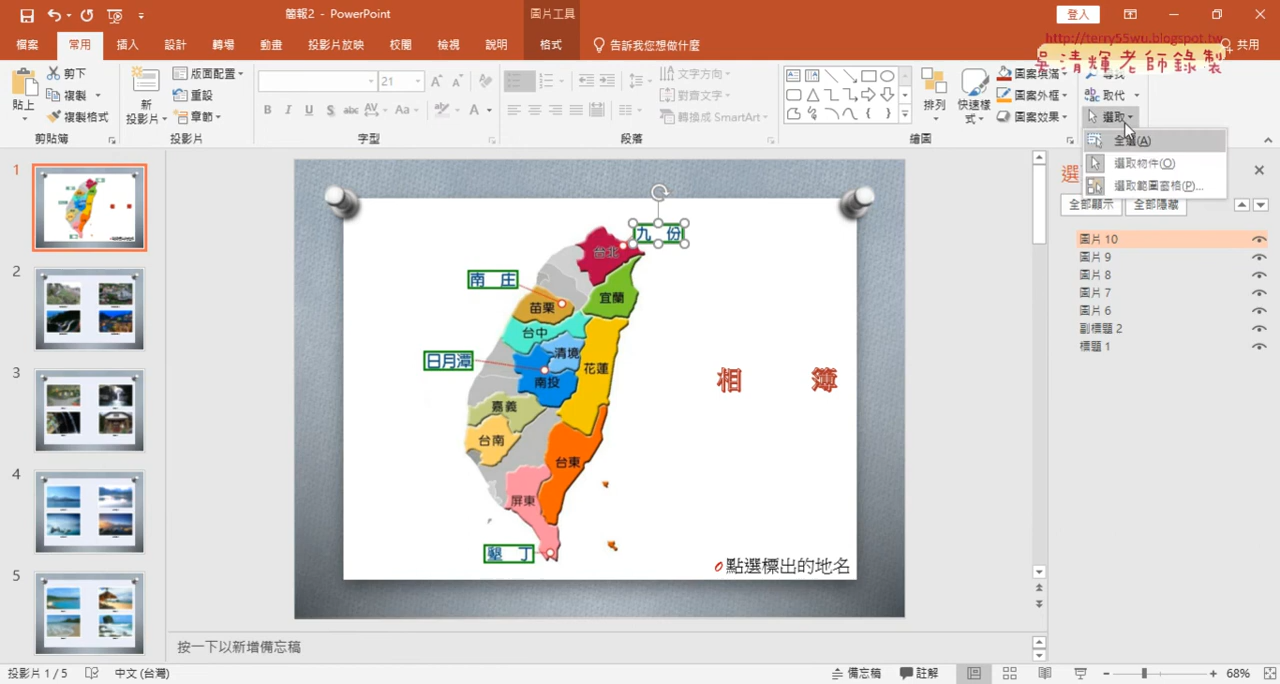 簡報2 - PowerPoint
圖片工具
登入
檔案
常用
插入
設計
轉場
動畫
投影片放映
校閱
檢視
說明
格式
告訴我您想做什麼
共用
http://terry55wu.blogspot.tw
吳清輝老師錄製
貼上
剪下
複製
複製格式
剪貼簿
新
投影片
版面配置
重設
章節
投影片
21
B I U S abc AV Aa
A
字型
文字方向
對齊文字
轉換成 SmartArt
段落
排列
快速樣
式
圖案填滿
圖案外框
圖案效果
繪圖
尋找
取代
選取
全選(A)
選取物件(O)
選取範圍窗格(P)...
選
全部顯示
全部隱藏
圖片 10
圖片 9
圖片 8
圖片 7
圖片 6
副標題 2
標題 1
1
2
3
4
5
九 份
台北
南 庄
宜蘭
苗栗
台中
清境
日月潭
花蓮
南投
相 簿
嘉義
台南
台東
屏東
墾 丁
點選標出的地名
按一下以新增備忘稿
投影片 1 / 5
中文 (台灣)
備忘稿
註解
68%